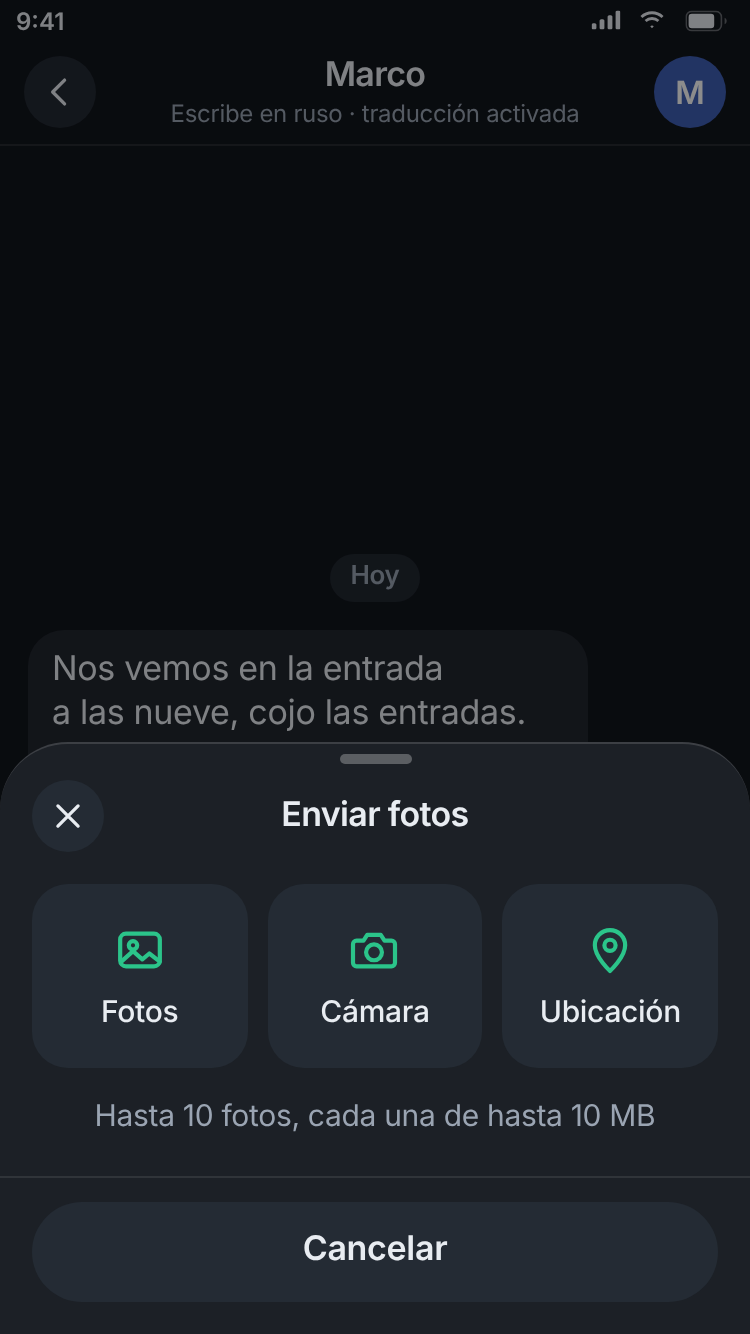 9:41
Marco
Escribe en ruso · traducción activada
M
Hoy
Nos vemos en la entrada
a las nueve, cojo las entradas.
Enviar fotos
Fotos
Cámara
Ubicación
Hasta 10 fotos, cada una de hasta 10 MB
Cancelar